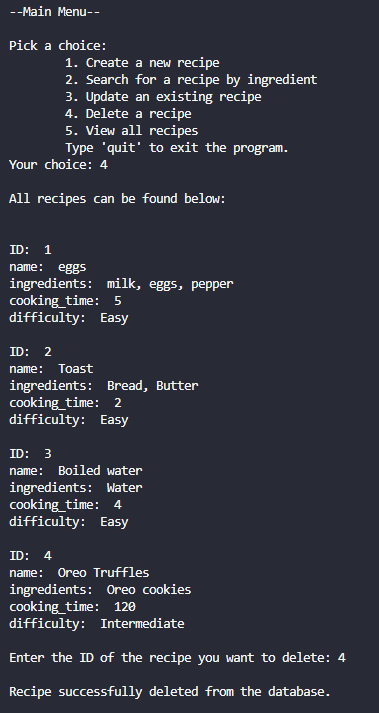 --Main Menu--
Pick a choice:
1. Create a new recipe
2. Search for a recipe by ingredient
3. Update an existing recipe
4. Delete a recipe
5. View all recipes
Type 'quit' to exit the program.
Your choice: 4
All recipes can be found below:
ID:  1
name:  eggs
ingredients:  milk, eggs, pepper
cooking_time:  5
difficulty:  Easy
ID:  2
name:  Toast
ingredients:  Bread, Butter
cooking_time:  2
difficulty:  Easy
ID:  3
name:  Boiled water
ingredients:  Water
cooking_time:  4
difficulty:  Easy
ID:  4
name:  Oreo Truffles
ingredients:  Oreo cookies
cooking_time:  120
difficulty:  Intermediate
Enter the ID of the recipe you want to delete: 4
Recipe successfully deleted from the database.